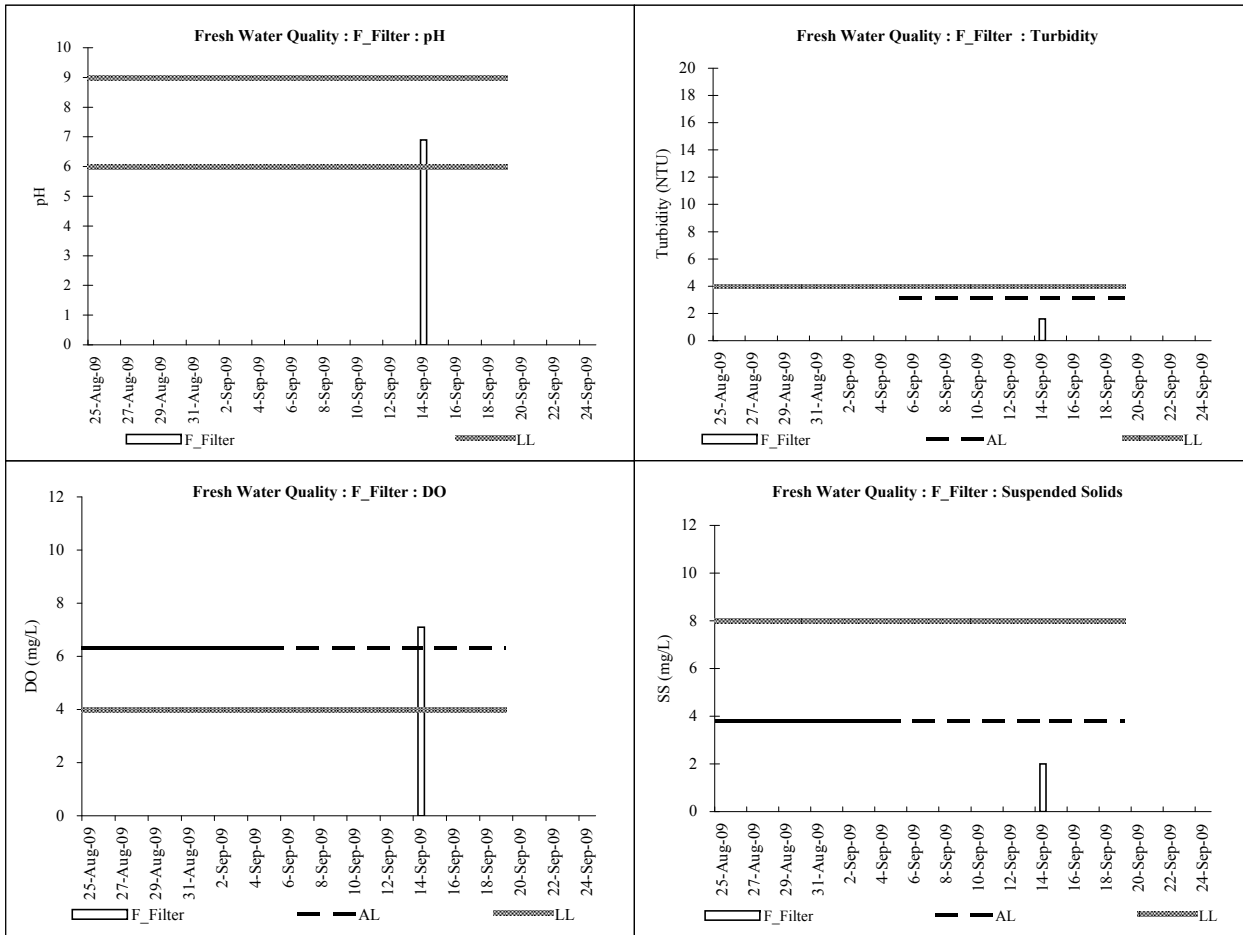 Fresh Water Quality : F_Filter : pH
10
9
8
7
6
5
4
3
2
1
0
pH
25-Aug-09
27-Aug-09
29-Aug-09
31-Aug-09
2-Sep-09
4-Sep-09
6-Sep-09
8-Sep-09
10-Sep-09
12-Sep-09
14-Sep-09
16-Sep-09
18-Sep-09
20-Sep-09
22-Sep-09
24-Sep-09
F_Filter LL
Fresh Water Quality : F_Filter : Turbidity
20
18
16
14
12
10
8
6
4
2
0
Turbidity (NTU)
25-Aug-09
27-Aug-09
29-Aug-09
31-Aug-09
2-Sep-09
4-Sep-09
6-Sep-09
8-Sep-09
10-Sep-09
12-Sep-09
14-Sep-09
16-Sep-09
18-Sep-09
20-Sep-09
22-Sep-09
24-Sep-09
F_Filter AL LL
Fresh Water Quality : F_Filter : DO
12
10
8
6
4
2
0
DO (mg/L)
25-Aug-09
27-Aug-09
29-Aug-09
31-Aug-09
2-Sep-09
4-Sep-09
6-Sep-09
8-Sep-09
10-Sep-09
12-Sep-09
14-Sep-09
16-Sep-09
18-Sep-09
20-Sep-09
22-Sep-09
24-Sep-09
F_Filter AL LL
Fresh Water Quality : F_Filter : Suspended Solids
12
10
8
6
4
2
0
SS (mg/L)
25-Aug-09
27-Aug-09
29-Aug-09
31-Aug-09
2-Sep-09
4-Sep-09
6-Sep-09
8-Sep-09
10-Sep-09
12-Sep-09
14-Sep-09
16-Sep-09
18-Sep-09
20-Sep-09
22-Sep-09
24-Sep-09
F_Filter AL LL